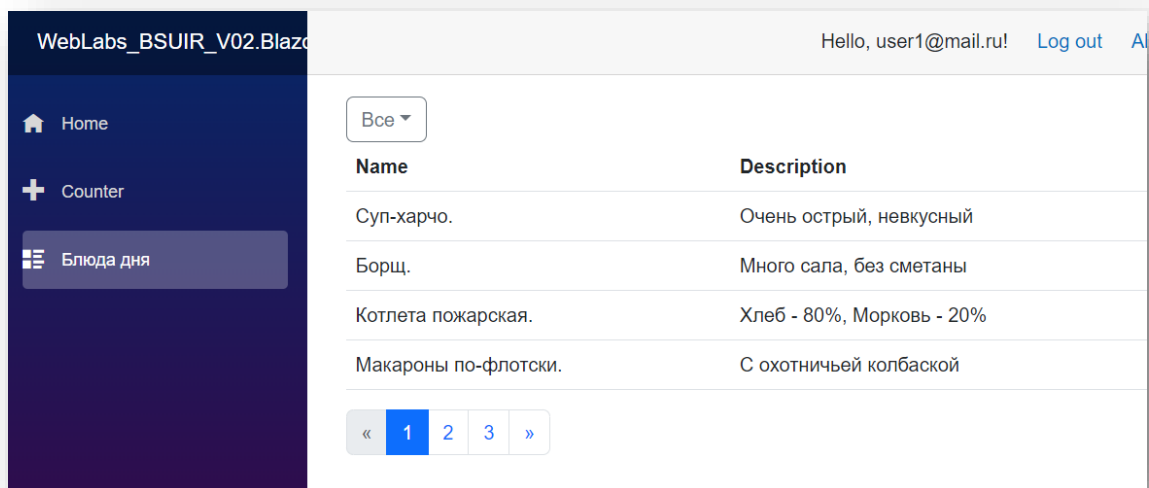 WebLabs_BSUIR_V02.Blazo
Hello, user1@mail.ru! Log out
Home
Counter
Блюда дня
Все
Name Description
Суп-харчо. Очень острый, невкусный
Борщ. Много сала, без сметаны
Котлета пожарская. Хлеб - 80%, Морковь - 20%
Макароны по-флотски. С охотничьей колбаской
« 1 2 3 »